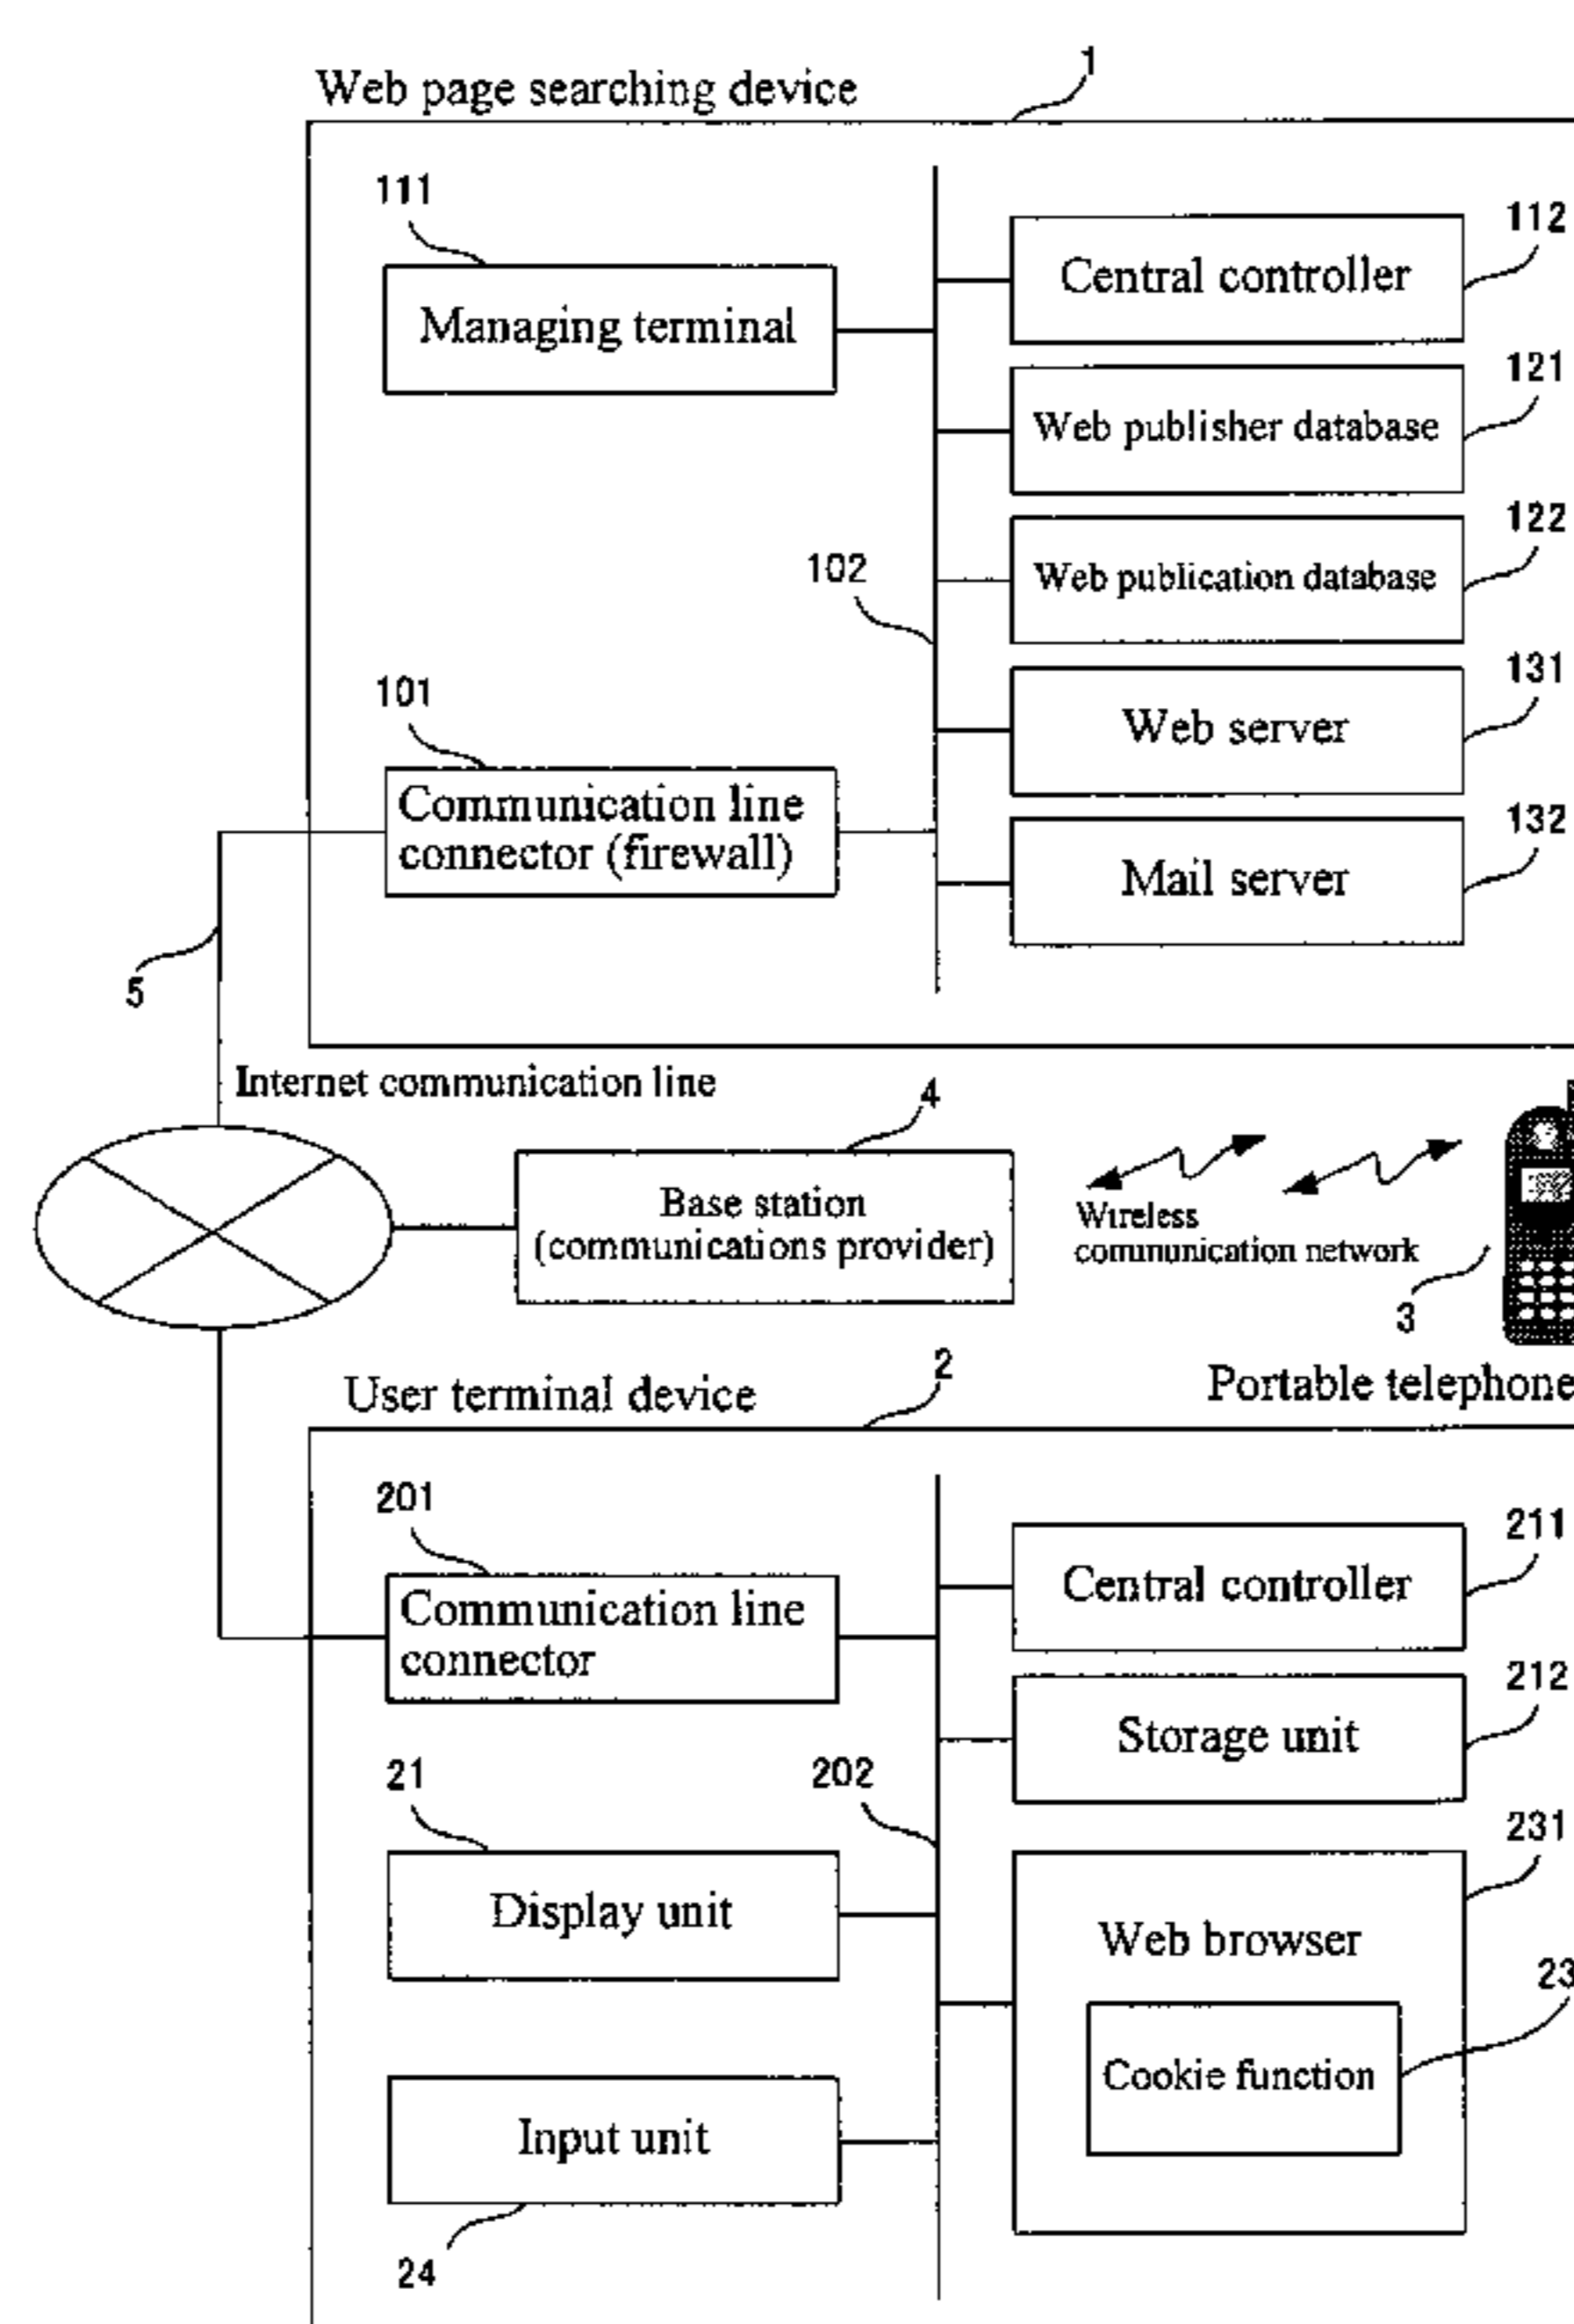 1
Web page searching device
111
112
Central controller
Managing terminal
121
Web publisher database
122
102
Web publication database
131
101
Web server
Communication line
connector (firewall)
132
Mail server
5
Internet communication line
4
Base station
(communications provider)
Wireless
communication network
3
2
User terminal device
Portable telephone
201
211
Communication line
connector
Central controller
212
Storage unit
21
202
231
Display unit
Web browser
23
Cookie function
Input unit
24